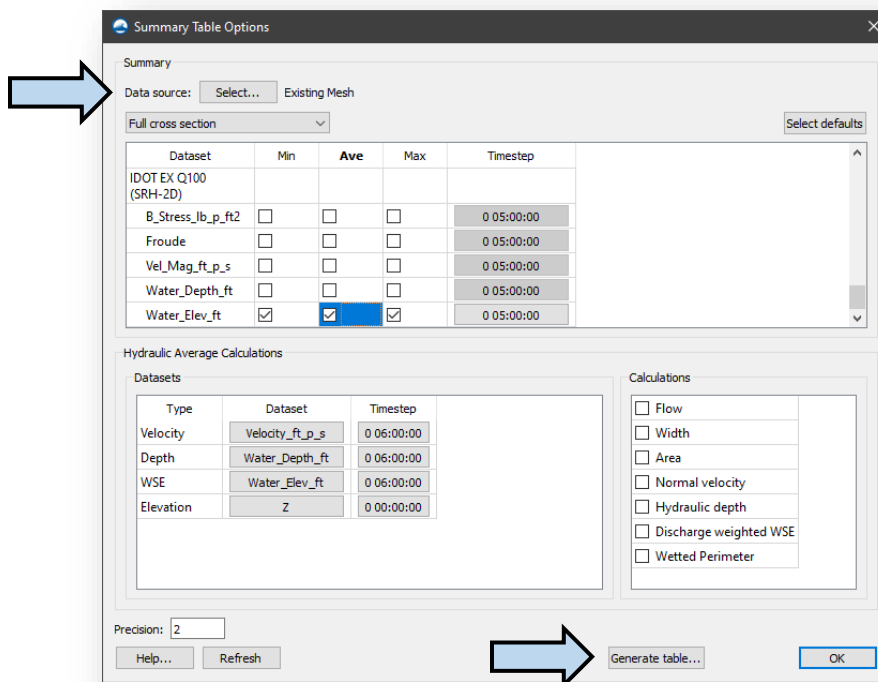 Summary Table Options
Summary
Data source: Select... Existing Mesh
Full cross section Select defaults
Dataset Min Ave Max Timestep
IDOT EX Q100
(SRH-2D)
B_Stress_lb_p_ft2 0 05:00:00
Froude 0 05:00:00
Vel_Mag_ft_p_s 0 05:00:00
Water_Depth_ft 0 05:00:00
Water_Elev_ft 0 05:00:00
Hydraulic Average Calculations
Datasets
Type Dataset Timestep
Velocity Velocity_ft_p_s 0 06:00:00
Depth Water_Depth_ft 0 06:00:00
WSE Water_Elev_ft 0 06:00:00
Elevation Z 0 00:00:00
Calculations
Flow
Width
Area
Normal velocity
Hydraulic depth
Discharge weighted WSE
Wetted Perimeter
Precision: 2
Help... Refresh Generate table... OK